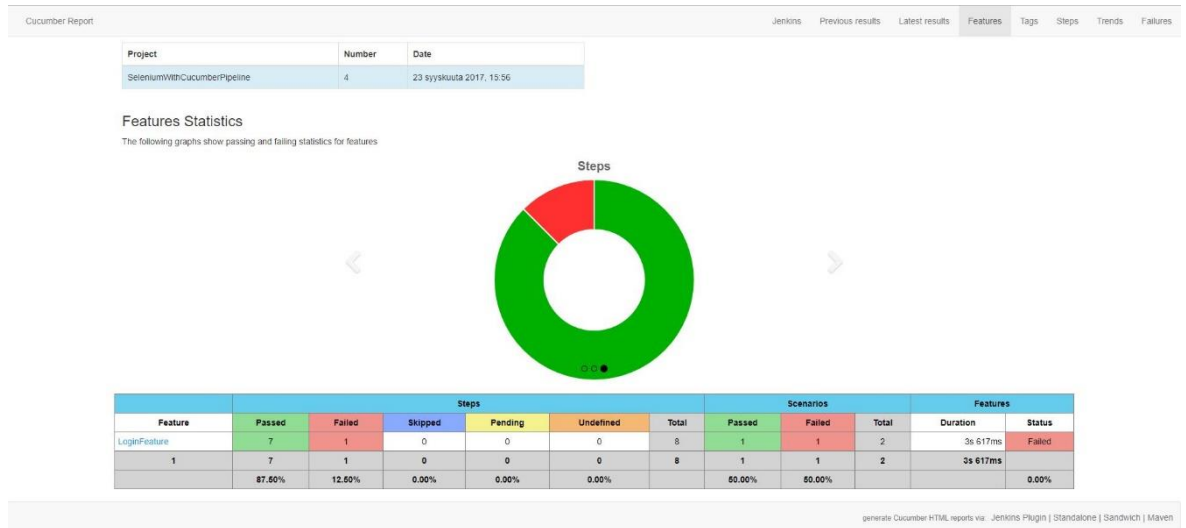 Cucumber Report Jenkins Previous results Latest results Features Tags Steps Trends Failures
Project Number Date
SeleniumWithCucumberPipeline 4 23 syyskuuta 2017, 15:56
Features Statistics
The following graphs show passing and failing statistics for features
Steps
Steps Scenarios Features
Feature Passed Failed Skipped Pending Undefined Total Passed Failed Total Duration Status
LoginFeature 7 1 0 0 0 8 1 1 2 3s 617ms Failed
1 7 1 0 0 0 8 1 1 2 3s 617ms
87.50% 12.50% 0.00% 0.00% 0.00% 50.00% 50.00% 0.00%
generate Cucumber HTML reports via: Jenkins Plugin | Standalone | Sandwich | Maven